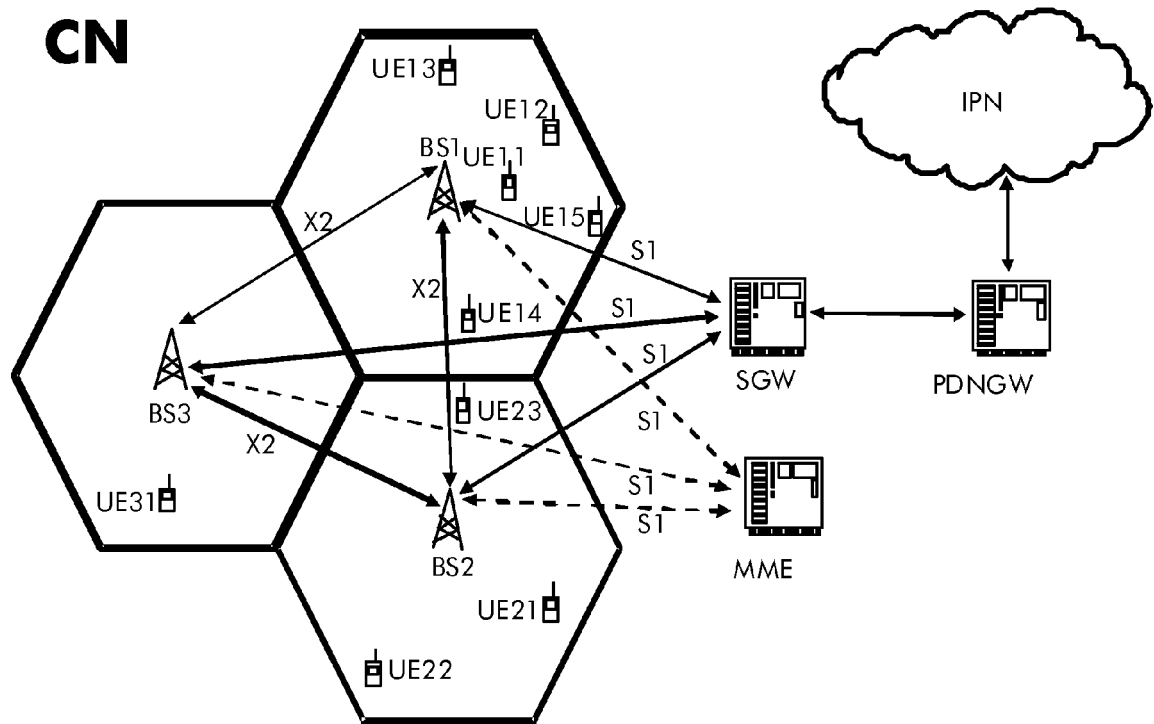 CN
UE13
UE12
IPN
BS1
UE11
UE15
X2
S1
X2
UE14
S1
S1
SGW
PDNGW
BS3
UE23
S1
X2
S1
UE31
S1
BS2
MME
UE21
UE22